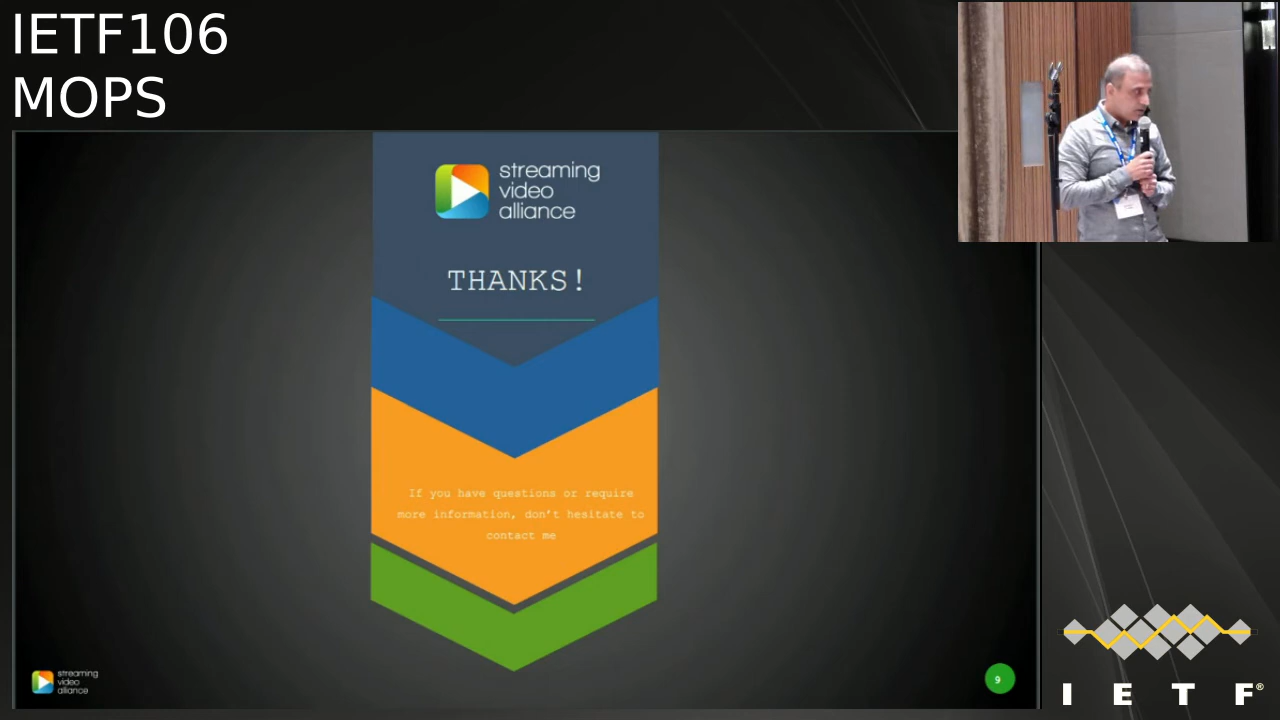 IETF106
MOPS
streaming
video
alliance
THANKS!
If you have questions or require
more information, don't hesitate to
contact me
streaming
video
alliance
9
I E T F®